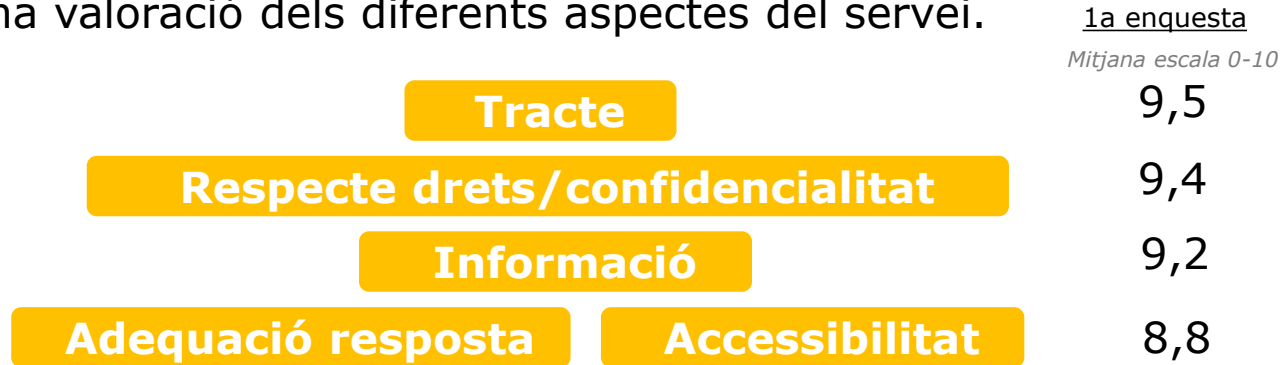 na valoració dels diferents aspectes del servei.
1a enquesta
Mitjana escala 0-10
Tracte 9,5
Respecte drets/confidencialitat 9,4
Informació 9,2
Adequació resposta Accessibilitat 8,8